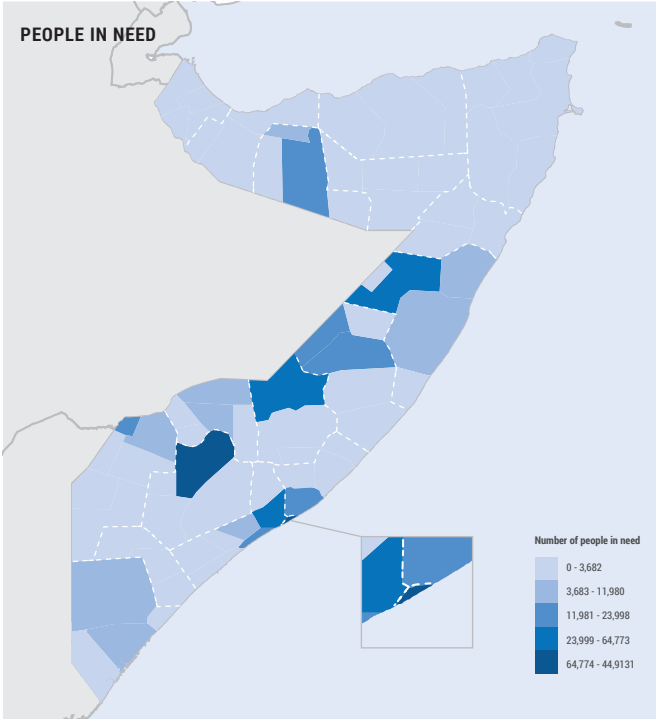 PEOPLE IN NEED
Number of people in need
0 - 3,682
3,683 - 11,980
11,981 - 23,998
23,999 - 64,773
64,774 - 44,9131